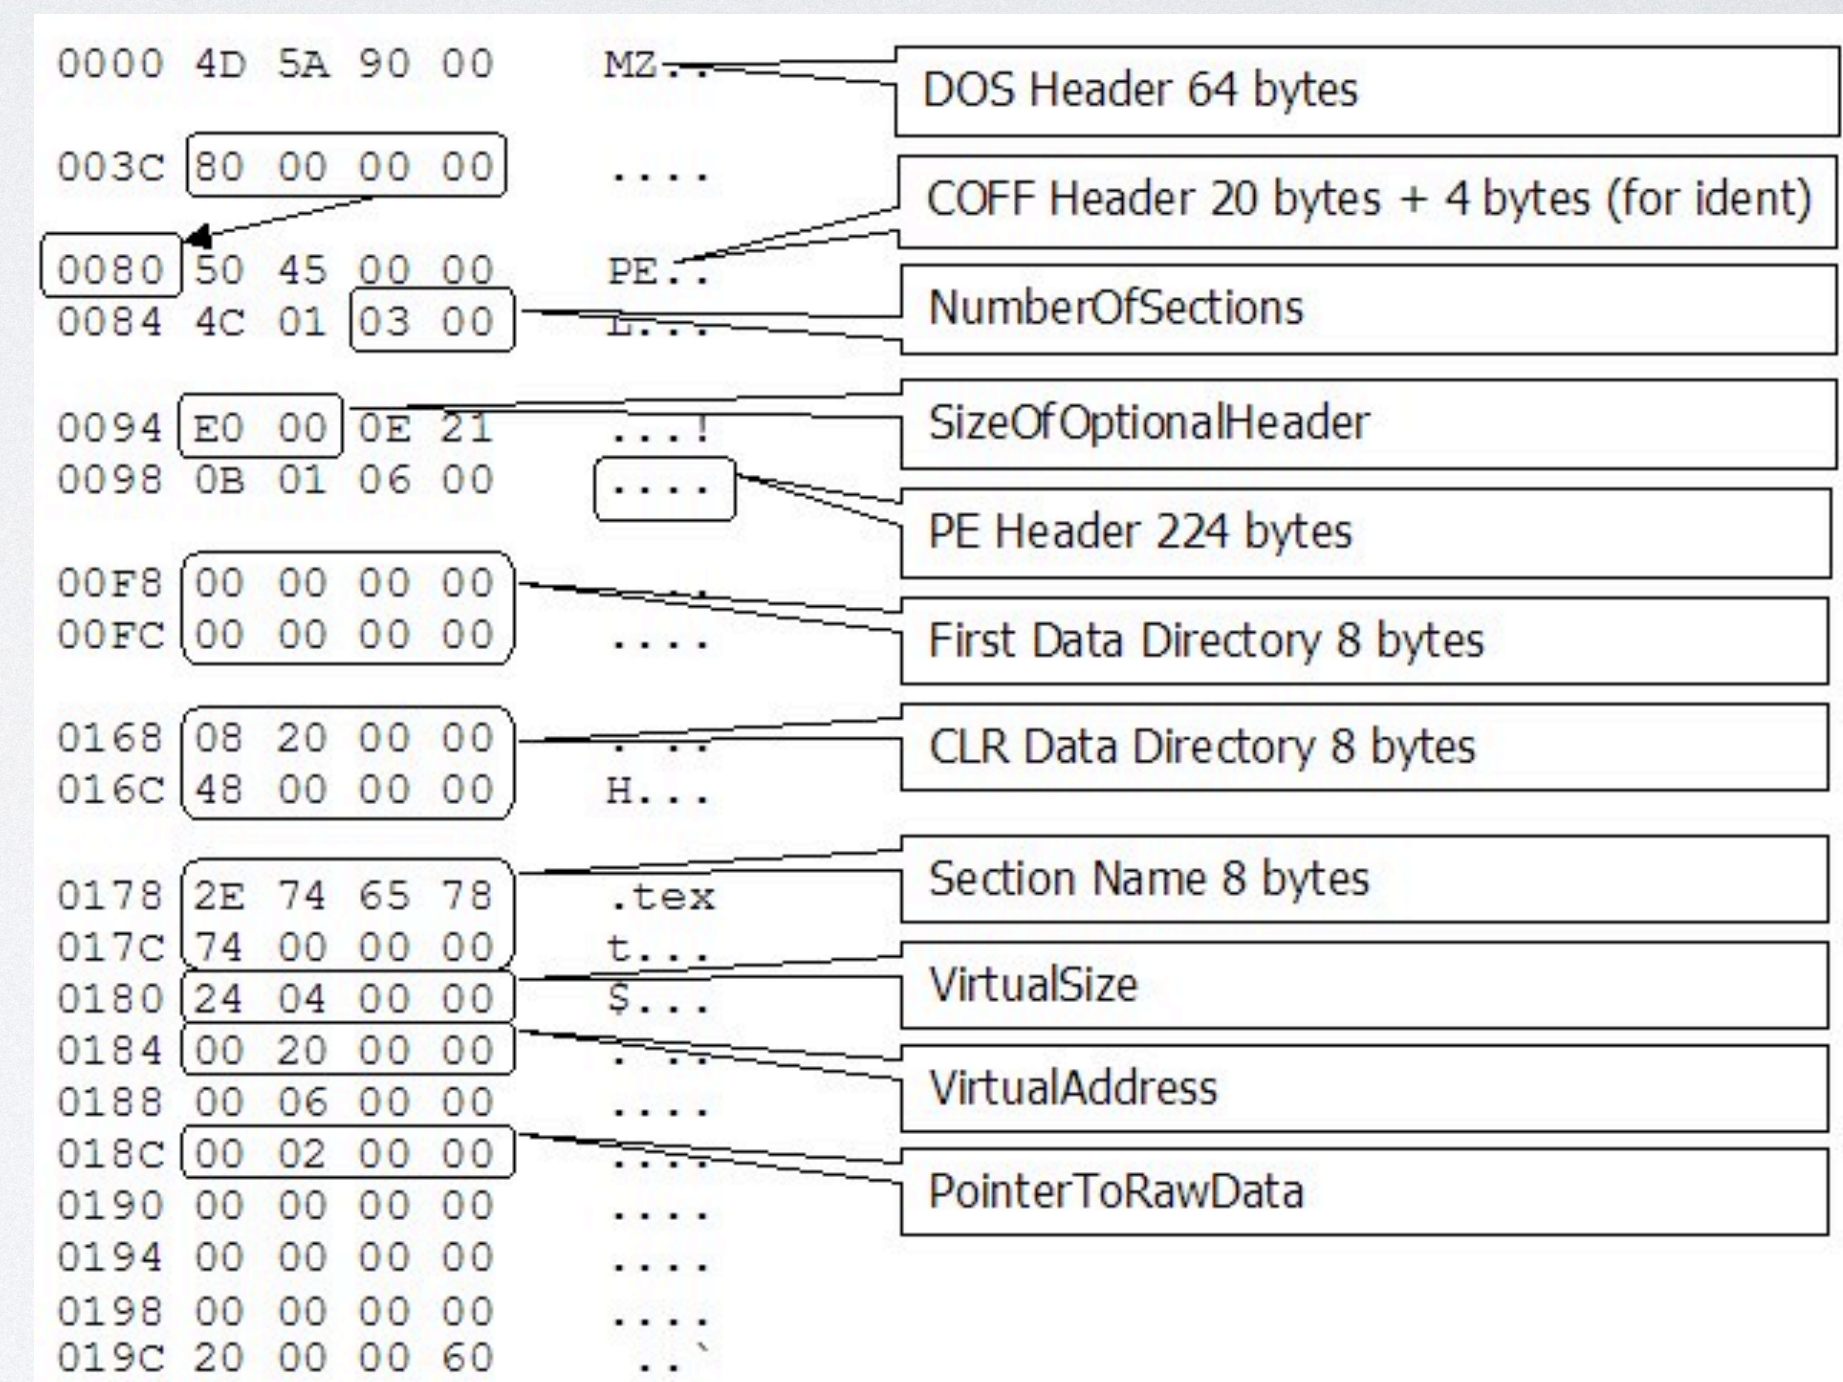 0000 4D 5A 90 00 MZ.. DOS Header 64 bytes
003C 80 00 00 00 ....
COFF Header 20 bytes + 4 bytes (for ident)
0080 50 45 00 00 PE..
0084 4C 01 03 00 L... NumberOfSections
0094 E0 00 0E 21 ...! SizeOfOptionalHeader
0098 0B 01 06 00 ....
PE Header 224 bytes
00F8 00 00 00 00 ....
00FC 00 00 00 00 .... First Data Directory 8 bytes
0168 08 20 00 00 . .. CLR Data Directory 8 bytes
016C 48 00 00 00 H...
0178 2E 74 65 78 .tex Section Name 8 bytes
017C 74 00 00 00 t...
0180 24 04 00 00 $... VirtualSize
0184 00 20 00 00 . ..
VirtualAddress
0188 00 06 00 00 ....
018C 00 02 00 00 ....
PointerToRawData
0190 00 00 00 00 ....
0194 00 00 00 00 ....
0198 00 00 00 00 ....
019C 20 00 00 60 ..`